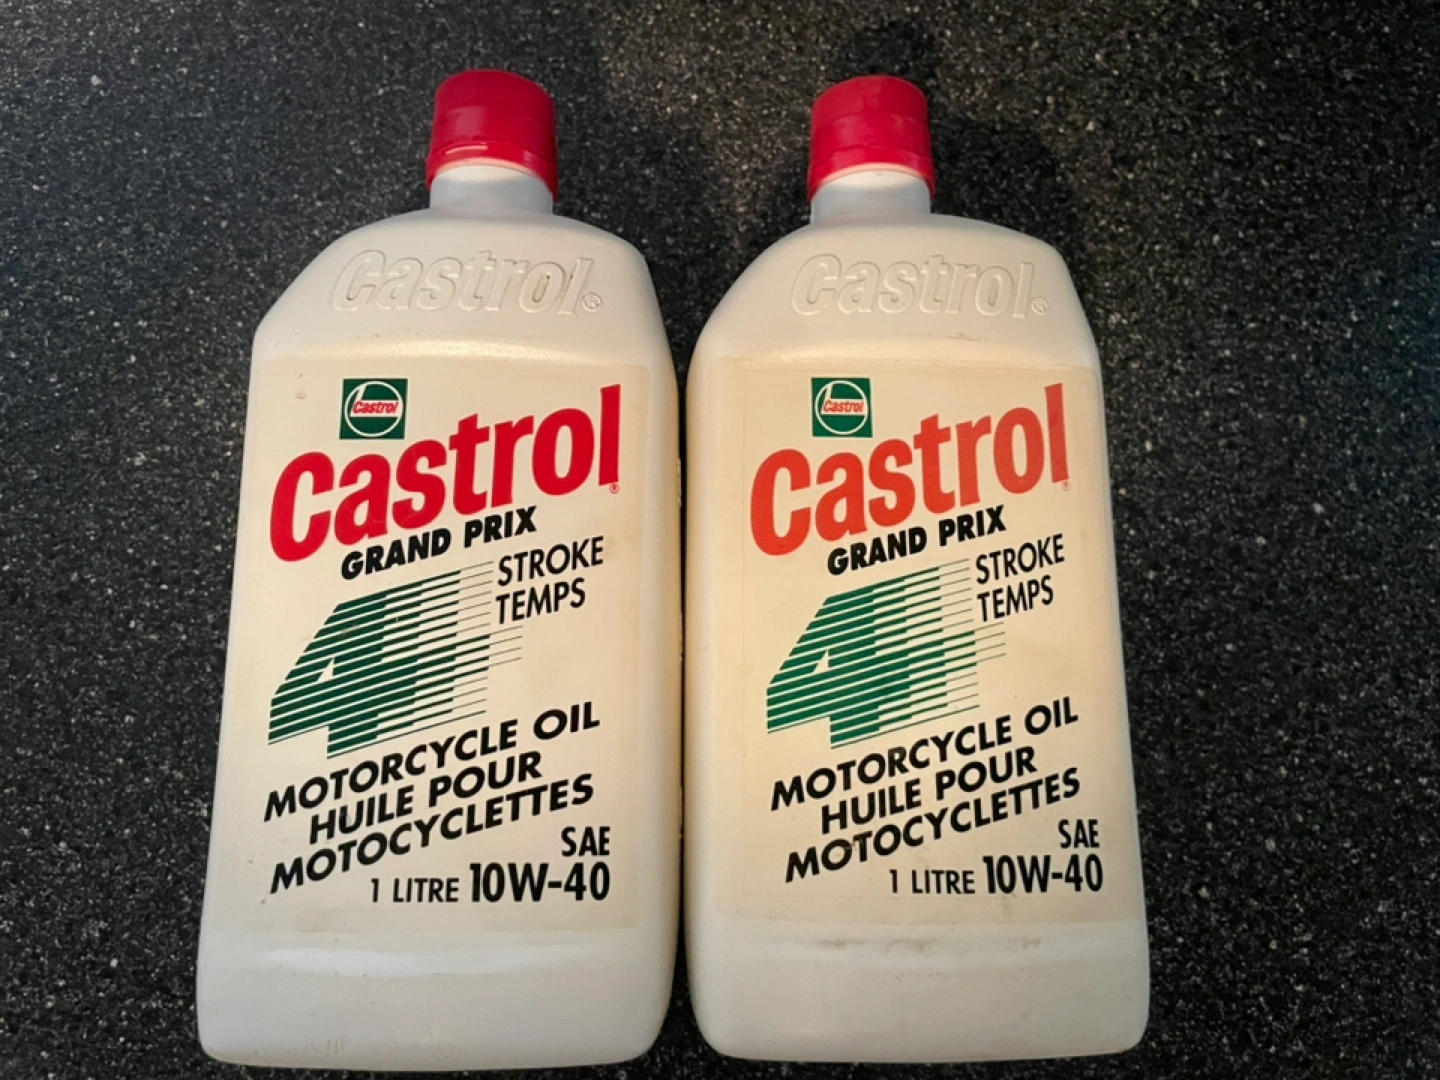 Castrol®
Castrol
Castrol®
GRAND PRIX
4 STROKE
TEMPS
MOTORCYCLE OIL
HUILE POUR
MOTOCYCLETTES
SAE
1 LITRE 10W-40
Castrol®
Castrol
Castrol®
GRAND PRIX
4 STROKE
TEMPS
MOTORCYCLE OIL
HUILE POUR
MOTOCYCLETTES
SAE
1 LITRE 10W-40